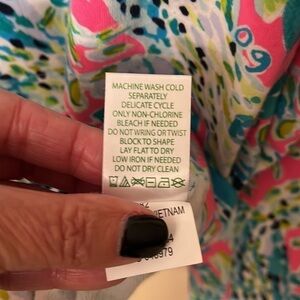 MACHINE WASH COLD
SEPARATELY
DELICATE CYCLE
ONLY NON-CHLORINE
BLEACH IF NEEDED
DO NOT WRING OR TWIST
BLOCK TO SHAPE
LAY FLAT TO DRY
LOW IRON IF NEEDED
DO NOT DRY CLEAN
VIETNAM